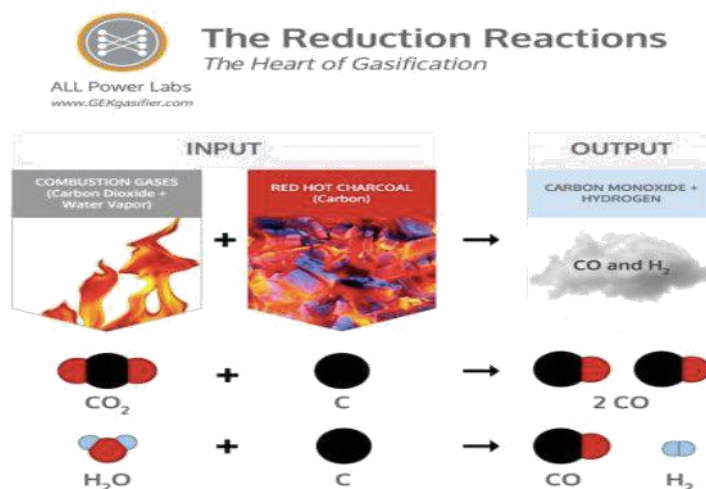 The Reduction Reactions
The Heart of Gasification
ALL Power Labs
www.GEKgasifier.com
INPUT
OUTPUT
COMBUSTION GASES
(Carbon Dioxide +
Water Vapor)
+
RED HOT CHARCOAL
(Carbon)
→
CARBON MONOXIDE +
HYDROGEN
CO and H₂
+
→
CO₂
C
2 CO
+
→
H₂O
C
CO
H₂